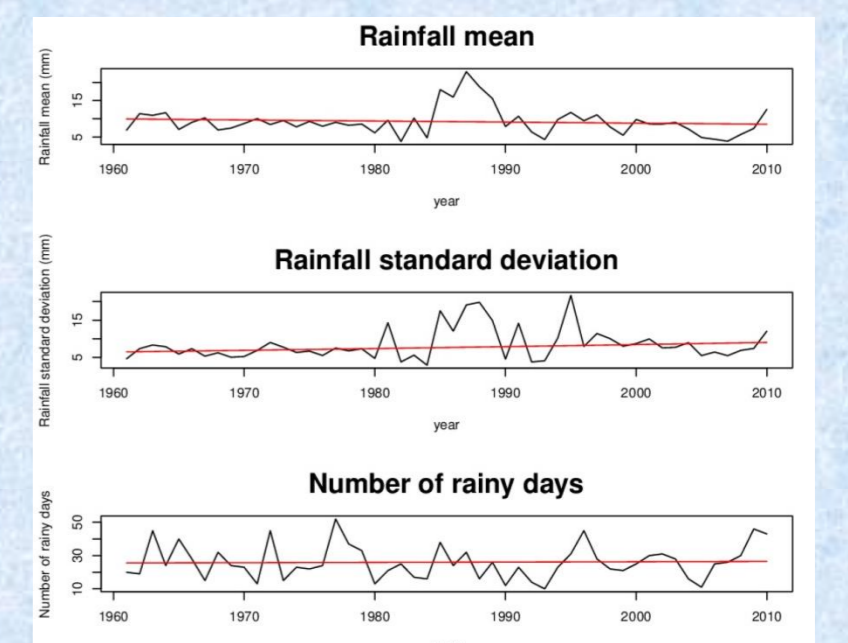 Rainfall mean
Rainfall mean (mm)
15
5
1960 1970 1980 1990 2000 2010
year
Rainfall standard deviation
Rainfall standard deviation (mm)
15
5
1960 1970 1980 1990 2000 2010
year
Number of rainy days
Number of rainy days
50
30
10
1960 1970 1980 1990 2000 2010